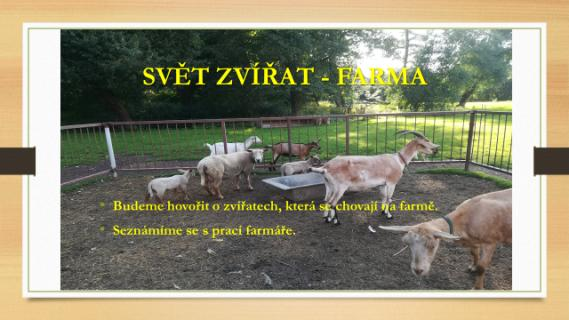 SVĚT ZVÍŘAT - FARMA
Budeme hovořit o zvířatech, která se chovají na farmě.
Seznámíme se s prací farmáře.